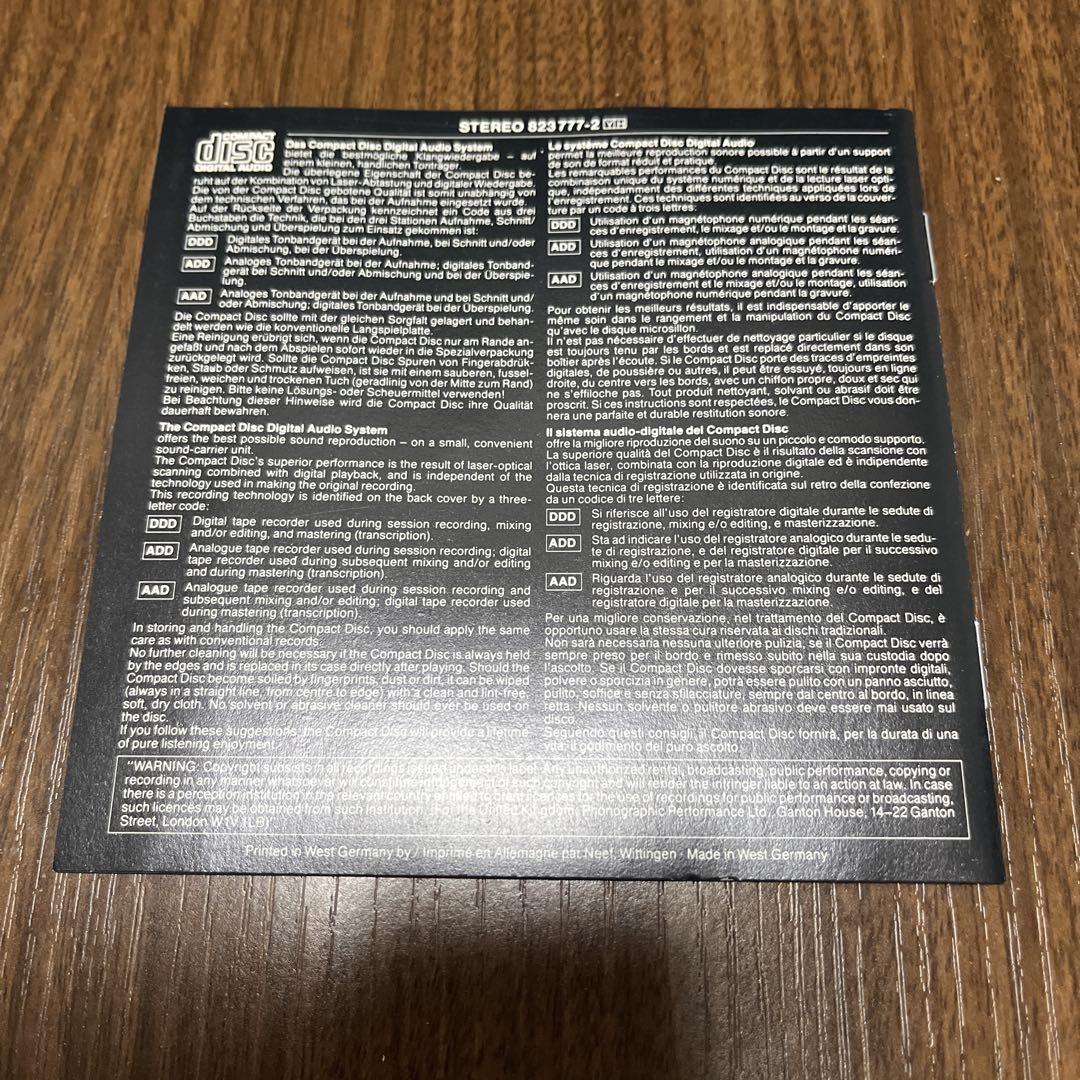 STEREO 823 777-2 VH
COMPACT
disc
DIGITAL AUDIO
Das Compact Disc Digital Audio System
bietet die bestmögliche Klangwiedergabe – auf
einem kleinen, handlichen Tonträger.
Die überlegene Eigenschaft der Compact Disc be-
ruht auf der Kombination von Laser-Abtastung und digitaler Wiedergabe.
Die von der Compact Disc gebotene Qualität ist somit unabhängig von
dem technischen Verfahren, das bei der Aufnahme eingesetzt wurde.
Auf der Rückseite der Verpackung kennzeichnet ein Code aus drei
Buchstaben die Technik, die bei den drei Stationen Aufnahme, Schnitt/
Abmischung und Überspielung zum Einsatz gekommen ist:
DDD Digitales Tonbandgerät bei der Aufnahme, bei Schnitt und/oder
Abmischung, bei der Überspielung.
ADD Analoges Tonbandgerät bei der Aufnahme; digitales Tonband-
gerät bei Schnitt und/oder Abmischung und bei der Überspie-
lung.
AAD Analoges Tonbandgerät bei der Aufnahme und bei Schnitt und/
oder Abmischung; digitales Tonbandgerät bei der Überspielung.
Die Compact Disc sollte mit der gleichen Sorgfalt gelagert und behan-
delt werden wie die konventionelle Langspielplatte.
Eine Reinigung erübrigt sich, wenn die Compact Disc nur am Rande an-
gefaßt und nach dem Abspielen sofort wieder in die Spezialverpackung
zurückgelegt wird. Sollte die Compact Disc Spuren von Fingerabdrük-
ken, Staub oder Schmutz aufweisen, ist sie mit einem sauberen, fussel-
freien, weichen und trockenen Tuch (geradlinig von der Mitte zum Rand)
zu reinigen. Bitte keine Lösungs- oder Scheuermittel verwenden!
Bei Beachtung dieser Hinweise wird die Compact Disc ihre Qualität
dauerhaft bewahren.
The Compact Disc Digital Audio System
offers the best possible sound reproduction – on a small, convenient
sound-carrier unit.
The Compact Disc's superior performance is the result of laser-optical
scanning combined with digital playback, and is independent of the
technology used in making the original recording.
This recording technology is identified on the back cover by a three-
letter code:
DDD Digital tape recorder used during session recording, mixing
and/or editing, and mastering (transcription).
ADD Analogue tape recorder used during session recording; digital
tape recorder used during subsequent mixing and/or editing
and during mastering (transcription).
AAD Analogue tape recorder used during session recording and
subsequent mixing and/or editing; digital tape recorder used
during mastering (transcription).
In storing and handling the Compact Disc, you should apply the same
care as with conventional records.
No further cleaning will be necessary if the Compact Disc is always held
by the edges and is replaced in its case directly after playing. Should the
Compact Disc become soiled by fingerprints, dust or dirt, it can be wiped
(always in a straight line, from centre to edge) with a clean and lint-free,
soft, dry cloth. No solvent or abrasive cleaner should ever be used on
the disc.
If you follow these suggestions, the Compact Disc will provide a lifetime
of pure listening enjoyment.
Le système Compact Disc Digital Audio
permet la meilleure reproduction sonore possible à partir d'un support
de son de format réduit et pratique.
Les remarquables performances du Compact Disc sont le résultat de la
combinaison unique du système numérique et de la lecture laser opti-
que, indépendamment des différentes techniques appliquées lors de
l'enregistrement. Ces techniques sont identifiées au verso de la couver-
ture par un code à trois lettres:
DDD Utilisation d'un magnétophone numérique pendant les séan-
ces d'enregistrement, le mixage et/ou le montage et la gravure.
ADD Utilisation d'un magnétophone analogique pendant les séan-
ces d'enregistrement, utilisation d'un magnétophone numéri-
que pendant le mixage et/ou le montage et la gravure.
AAD Utilisation d'un magnétophone analogique pendant les séan-
ces d'enregistrement et le mixage et/ou le montage, utilisation
d'un magnétophone numérique pendant la gravure.
Pour obtenir les meilleurs résultats, il est indispensable d'apporter le
même soin dans le rangement et la manipulation du Compact Disc
qu'avec le disque microsillon.
Il n'est pas nécessaire d'effectuer de nettoyage particulier si le disque
est toujours tenu par les bords et est replacé directement dans son
boîtier après l'écoute. Si le Compact Disc porte des traces d'empreintes
digitales, de poussière ou autres, il peut être essuyé, toujours en ligne
droite, du centre vers les bords, avec un chiffon propre, doux et sec qui
ne s'effiloche pas. Tout produit nettoyant, solvant ou abrasif doit être
proscrit. Si ces instructions sont respectées, le Compact Disc vous don-
nera une parfaite et durable restitution sonore.
Il sistema audio-digitale del Compact Disc
offre la migliore riproduzione del suono su un piccolo e comodo supporto.
La superiore qualità del Compact Disc è il risultato della scansione con
l'ottica laser, combinata con la riproduzione digitale ed è indipendente
dalla tecnica di registrazione utilizzata in origine.
Questa tecnica di registrazione è identificata sul retro della confezione
da un codice di tre lettere:
DDD Si riferisce all'uso del registratore digitale durante le sedute di
registrazione, mixing e/o editing, e masterizzazione.
ADD Sta ad indicare l'uso del registratore analogico durante le sedu-
te di registrazione, e del registratore digitale per il successivo
mixing e/o editing e per la masterizzazione.
AAD Riguarda l'uso del registratore analogico durante le sedute di
registrazione e per il successivo mixing e/o editing, e del
registratore digitale per la masterizzazione.
Per una migliore conservazione, nel trattamento del Compact Disc, è
opportuno usare la stessa cura riservata ai dischi tradizionali.
Non sarà necessaria nessuna ulteriore pulizia, se il Compact Disc verrà
sempre preso per il bordo e rimesso subito nella sua custodia dopo
l'ascolto. Se il Compact Disc dovesse sporcarsi con impronte digitali,
polvere o sporcizia in genere, potrà essere pulito con un panno asciutto,
pulito, soffice e senza sfilacciature, sempre dal centro al bordo, in linea
retta. Nessun solvente o pulitore abrasivo deve essere mai usato sul
disco.
Seguendo questi consigli il Compact Disc fornirà, per la durata di una
vita il godimento del puro ascolto.
"WARNING: Copyright subsists in all recordings issued under this label. Any unauthorized rental, broadcasting, public performance, copying or
recording in any manner whatsoever will constitute infringement of such copyright and will render the infringer liable to an action at law. In case
there is a perception institution in the relevant country entitled to grant licences for the use of recordings for public performance or broadcasting,
such licences may be obtained from such institution. (For the U.K.: Phonographic Performance Ltd., Ganton House, 14–22 Ganton
Street, London W1V 1LB)"
Printed in West Germany by / Imprimé en Allemagne par Neef, Wittingen · Made in West Germany